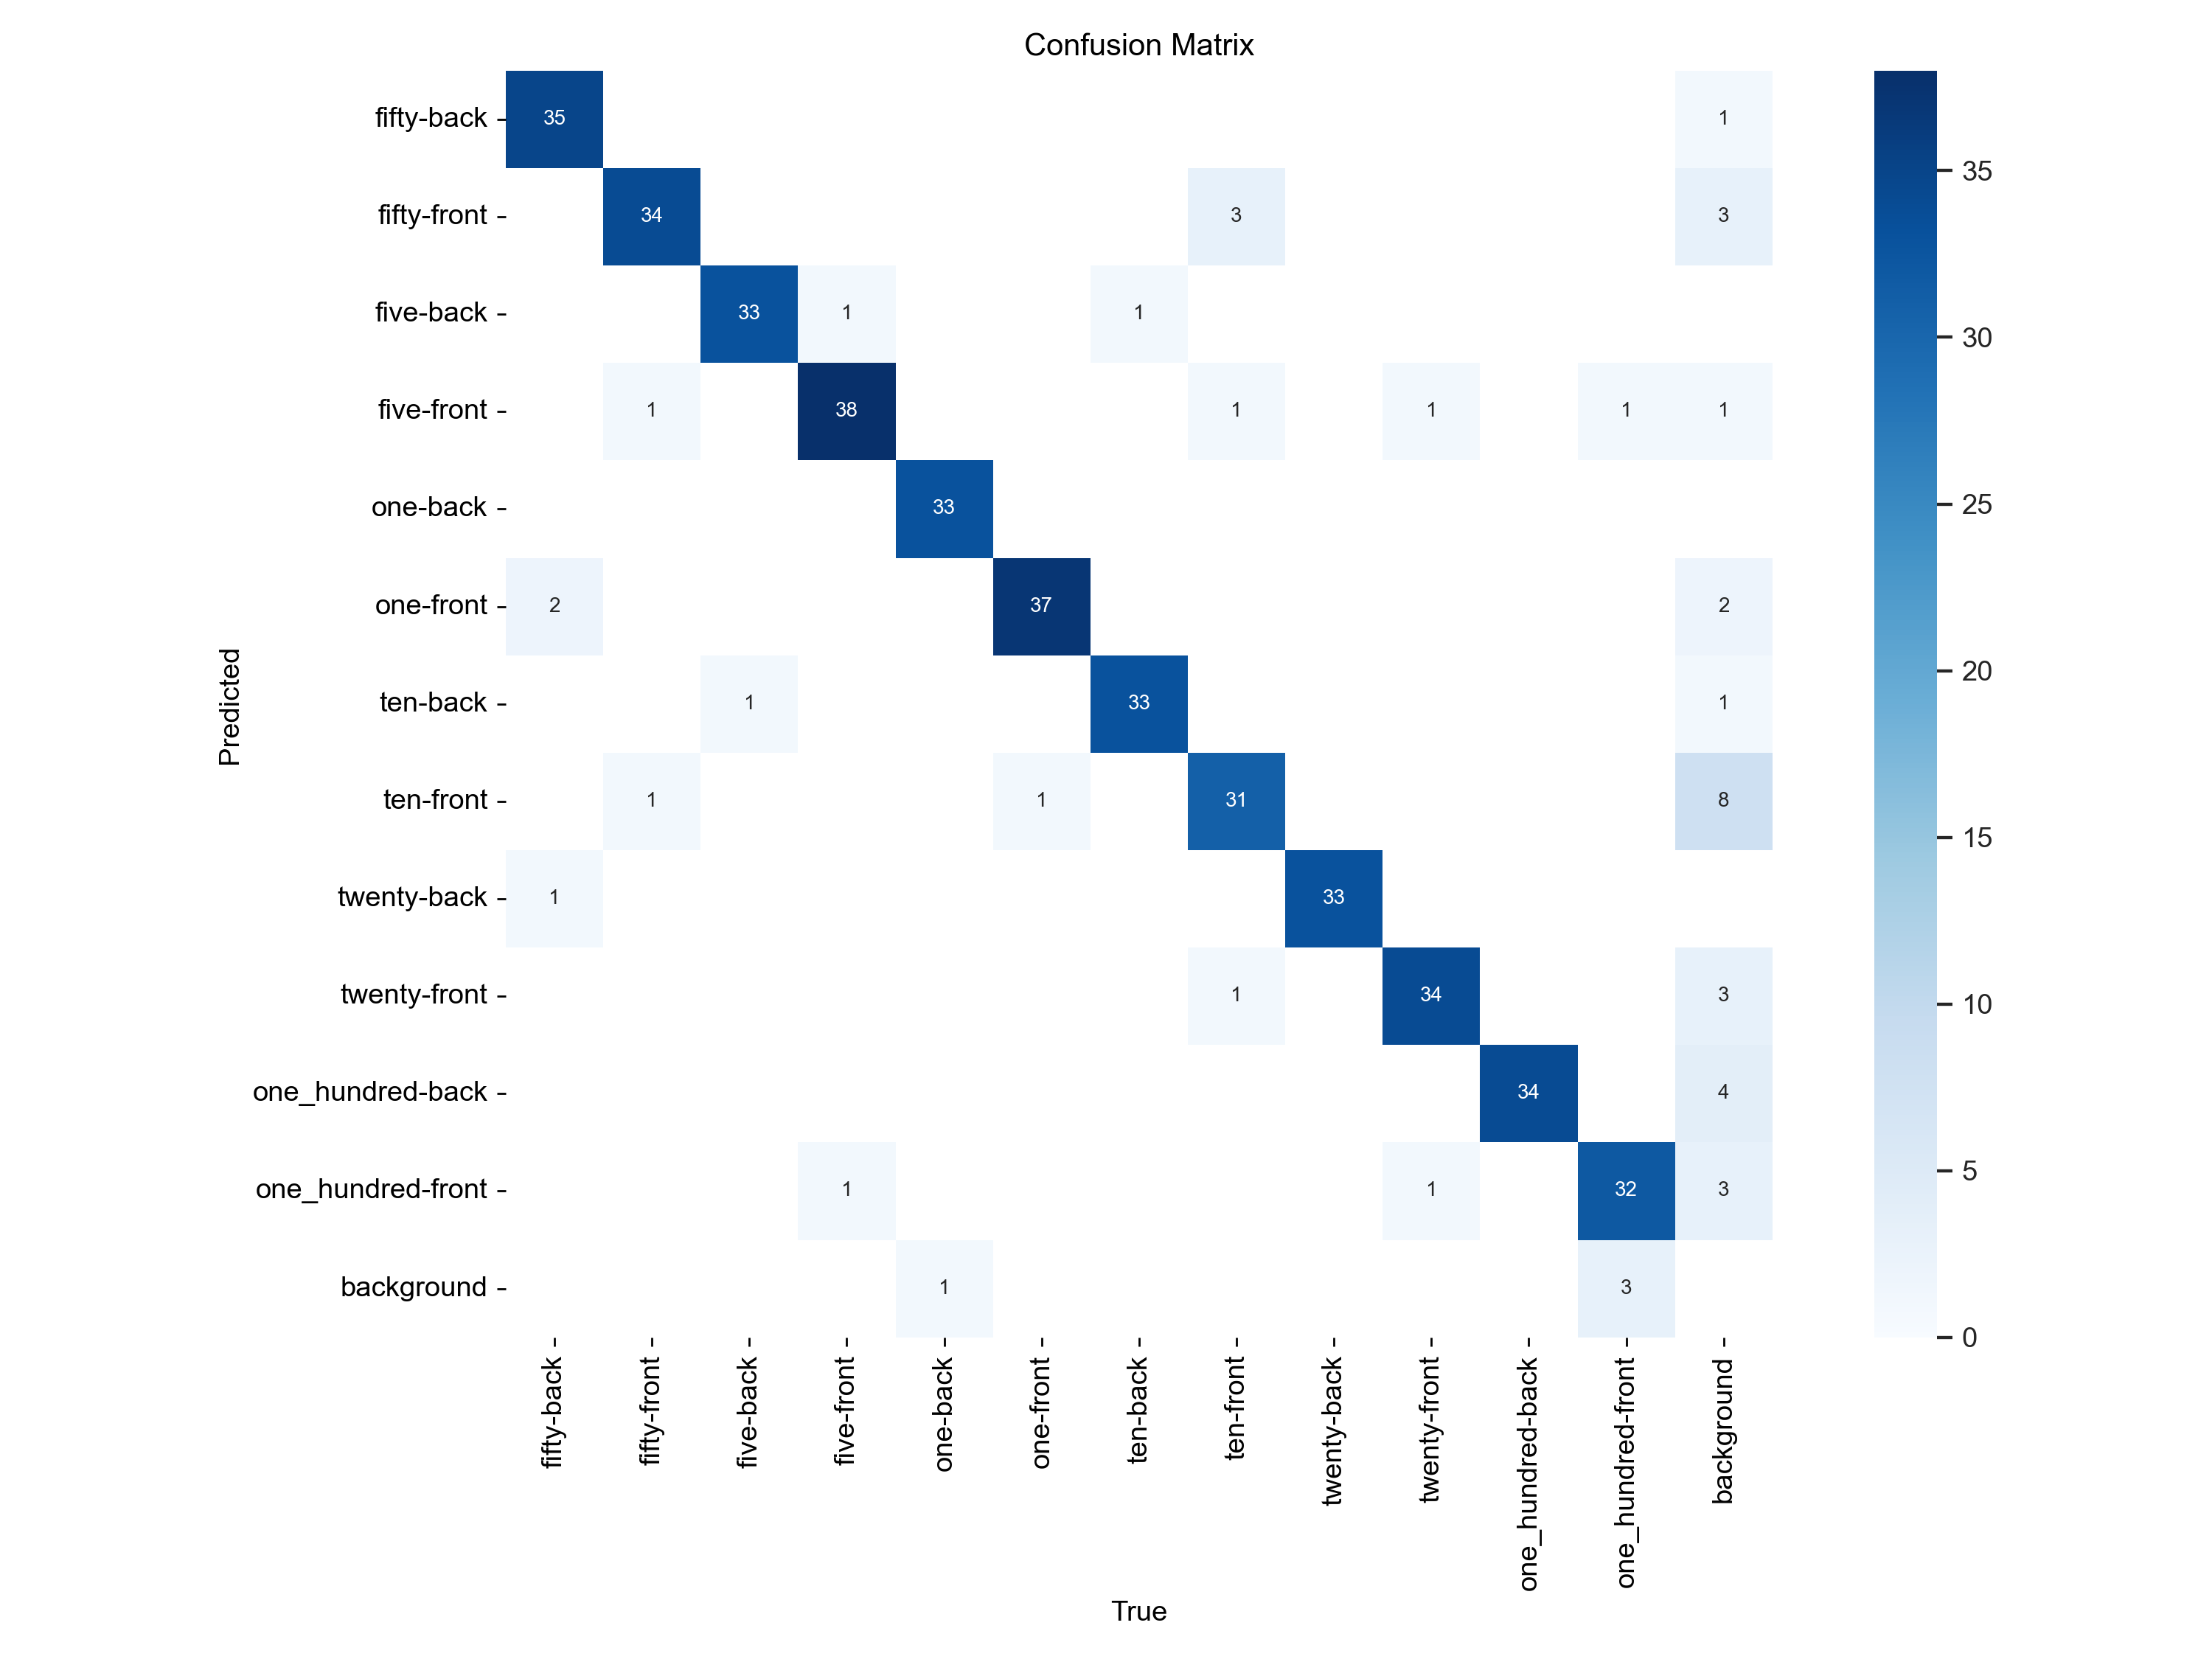 Confusion Matrix
Predicted
fifty-back 35 1
fifty-front 34 3 3
five-back 33 1 1
five-front 1 38 1 1 1 1
one-back 33
one-front 2 37 2
ten-back 1 33 1
ten-front 1 1 31 8
twenty-back 1 33
twenty-front 1 34 3
one_hundred-back 34 4
one_hundred-front 1 1 32 3
background 1 3
fifty-back
fifty-front
five-back
five-front
one-back
one-front
ten-back
ten-front
twenty-back
twenty-front
one_hundred-back
one_hundred-front
background
True
35
30
25
20
15
10
5
0